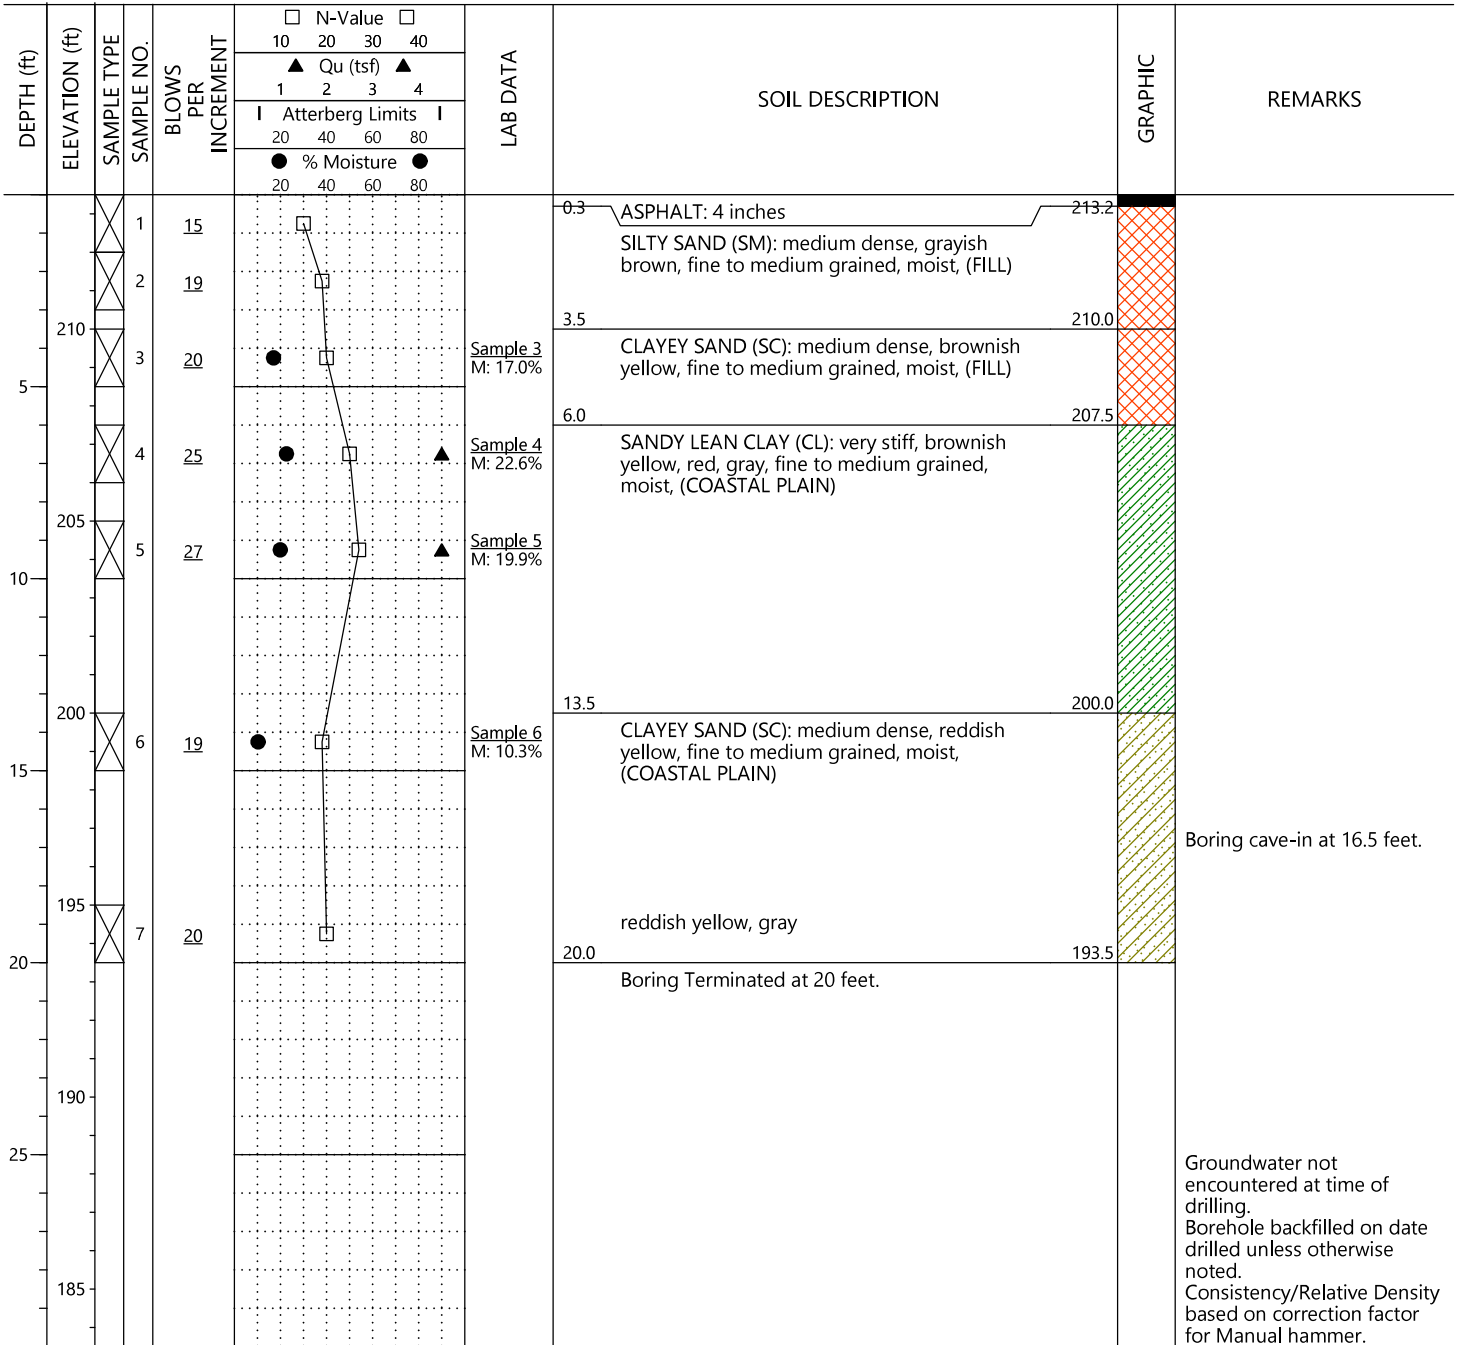 DEPTH (ft)
ELEVATION (ft)
SAMPLE TYPE
SAMPLE NO.
BLOWS
PER
INCREMENT
N-Value
10 20 30 40
Qu (tsf)
1 2 3 4
Atterberg Limits
20 40 60 80
% Moisture
20 40 60 80
LAB DATA
SOIL DESCRIPTION
GRAPHIC
REMARKS
1 15
0.3 ASPHALT: 4 inches 213.2
SILTY SAND (SM): medium dense, grayish
brown, fine to medium grained, moist, (FILL)
2 19
210
3.5 210.0
3 20
Sample 3
M: 17.0%
CLAYEY SAND (SC): medium dense, brownish
yellow, fine to medium grained, moist, (FILL)
5
6.0 207.5
4 25
Sample 4
M: 22.6%
SANDY LEAN CLAY (CL): very stiff, brownish
yellow, red, gray, fine to medium grained,
moist, (COASTAL PLAIN)
205
5 27
Sample 5
M: 19.9%
10
13.5 200.0
200
6 19
Sample 6
M: 10.3%
CLAYEY SAND (SC): medium dense, reddish
yellow, fine to medium grained, moist,
(COASTAL PLAIN)
15
Boring cave-in at 16.5 feet.
195
7 20
reddish yellow, gray
20
20.0 193.5
Boring Terminated at 20 feet.
190
25
Groundwater not
encountered at time of
drilling.
Borehole backfilled on date
drilled unless otherwise
noted.
Consistency/Relative Density
based on correction factor
for Manual hammer.
185